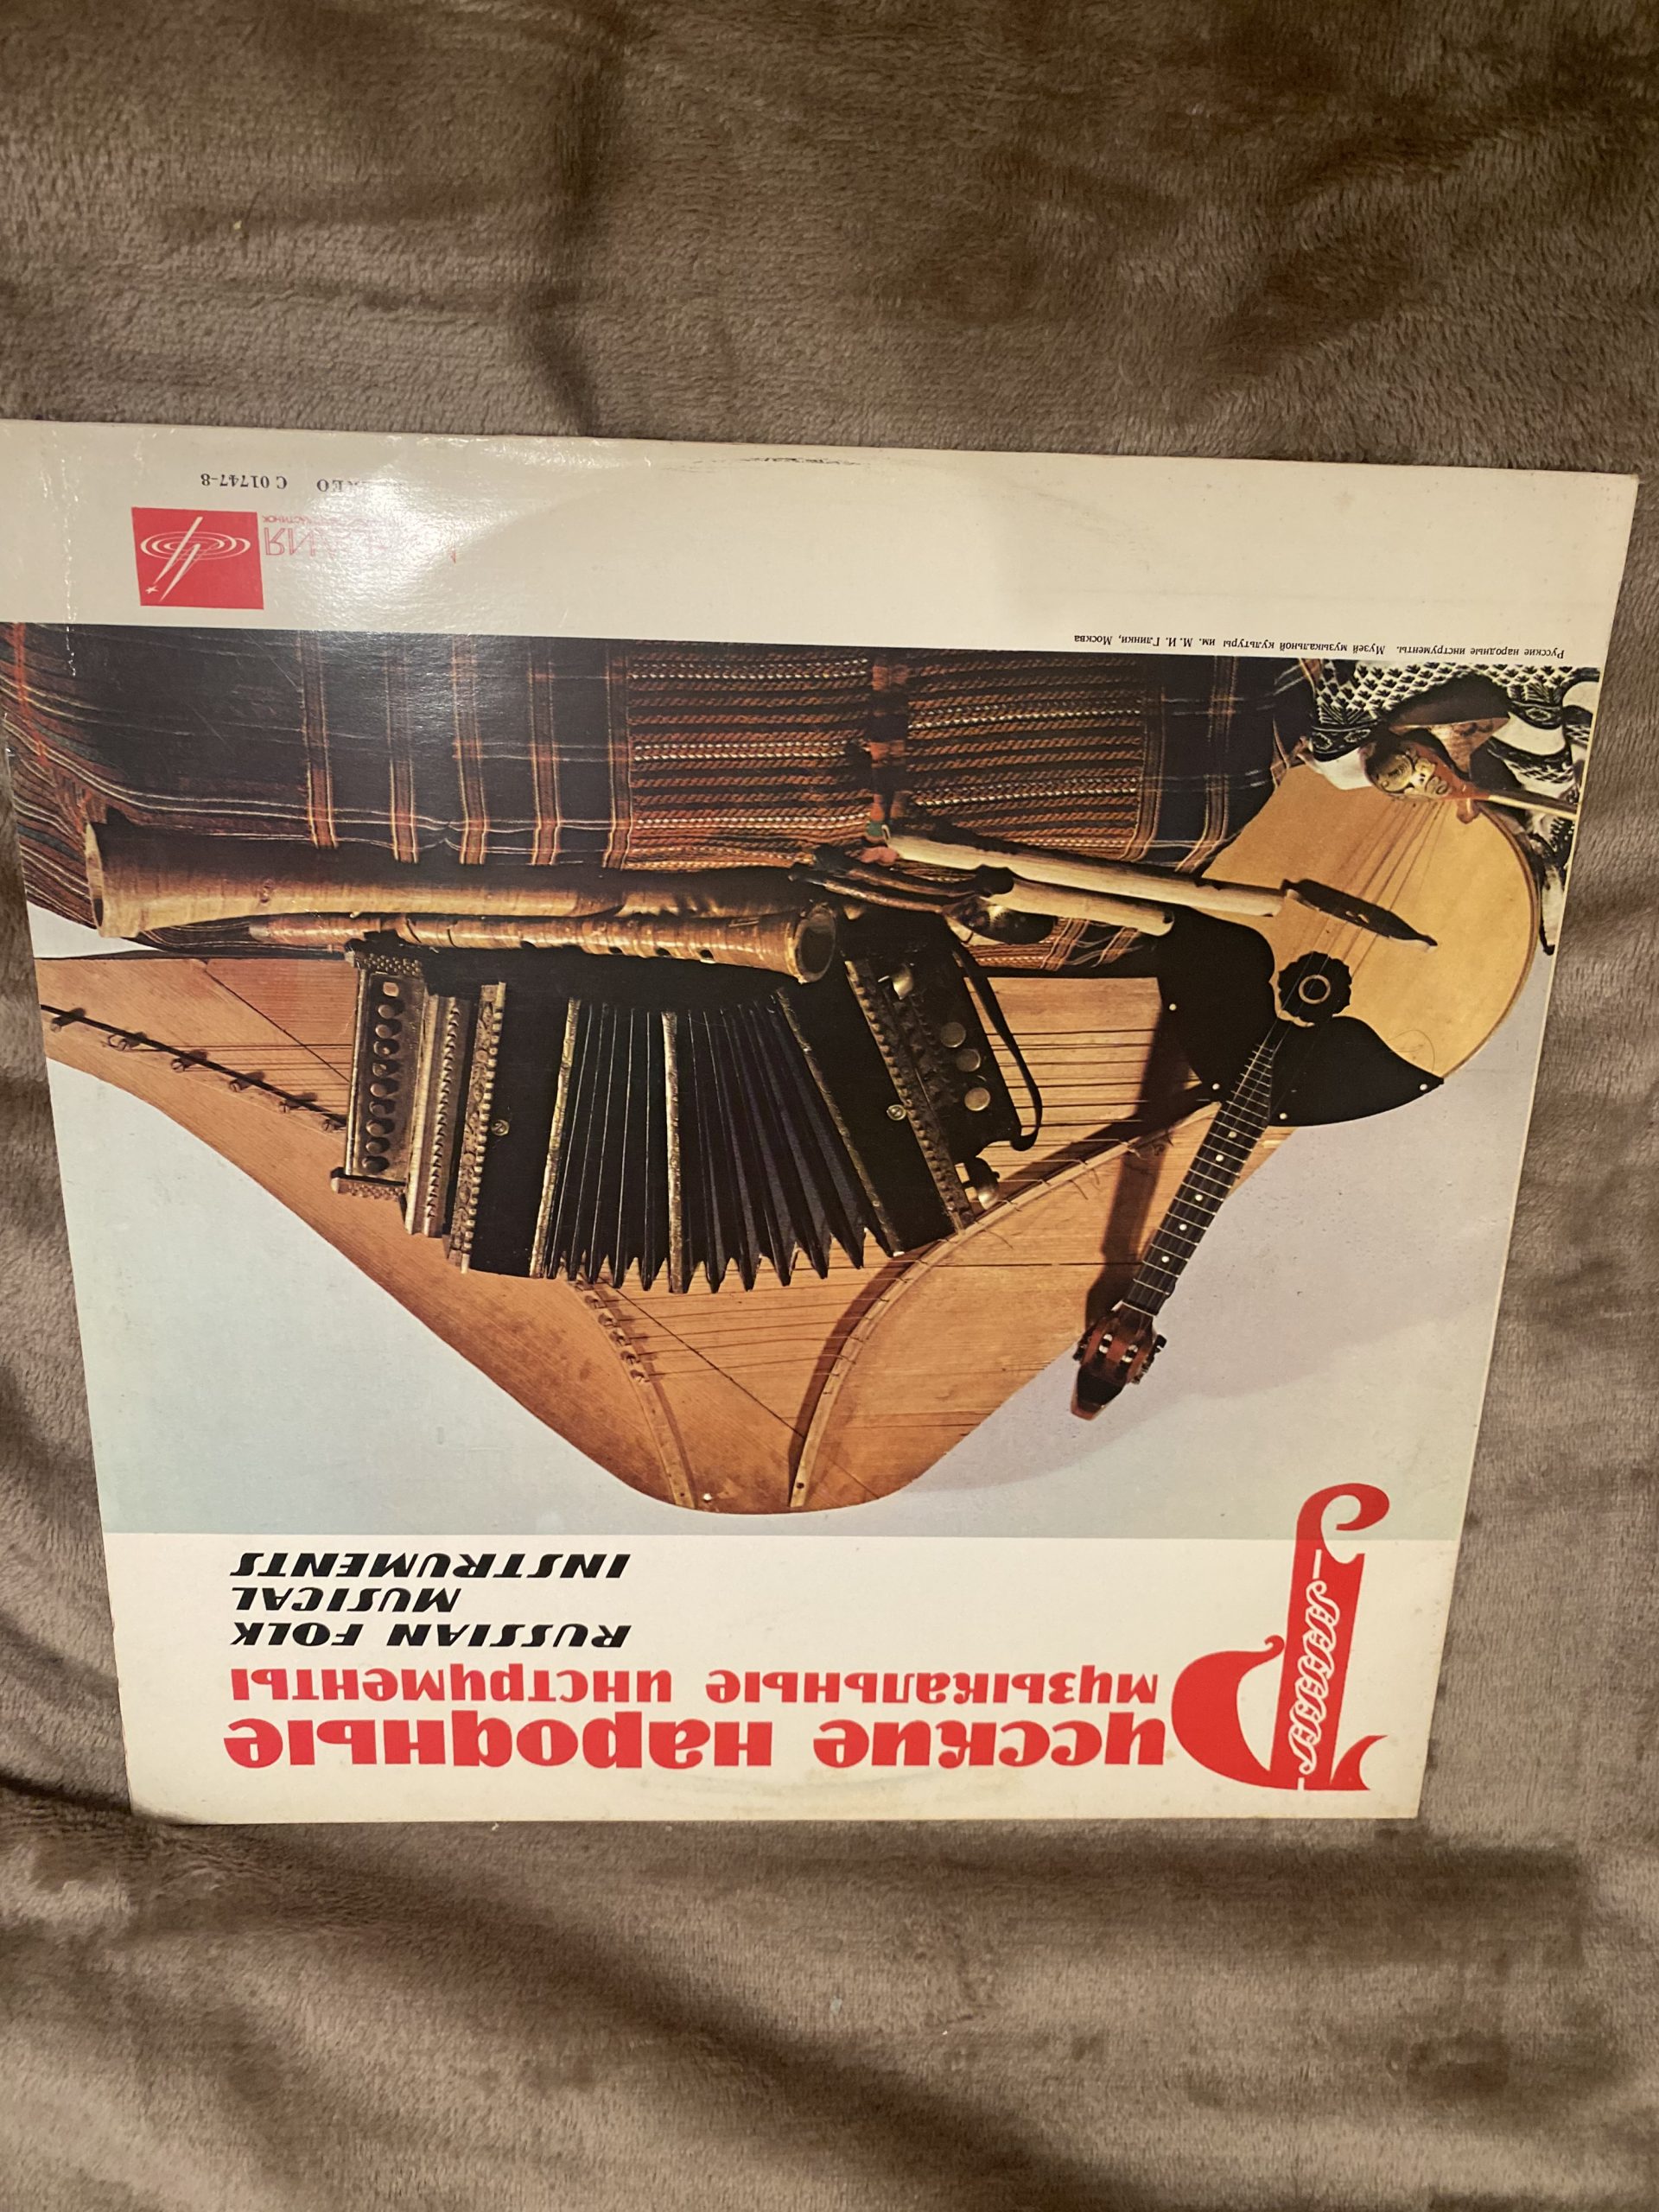 Русские народные
музыкальные инструменты
RUSSIAN FOLK
MUSICAL
INSTRUMENTS
Русские народные инструменты. Музей музыкальной культуры им. М. И. Глинки, Москва
C 01747-8